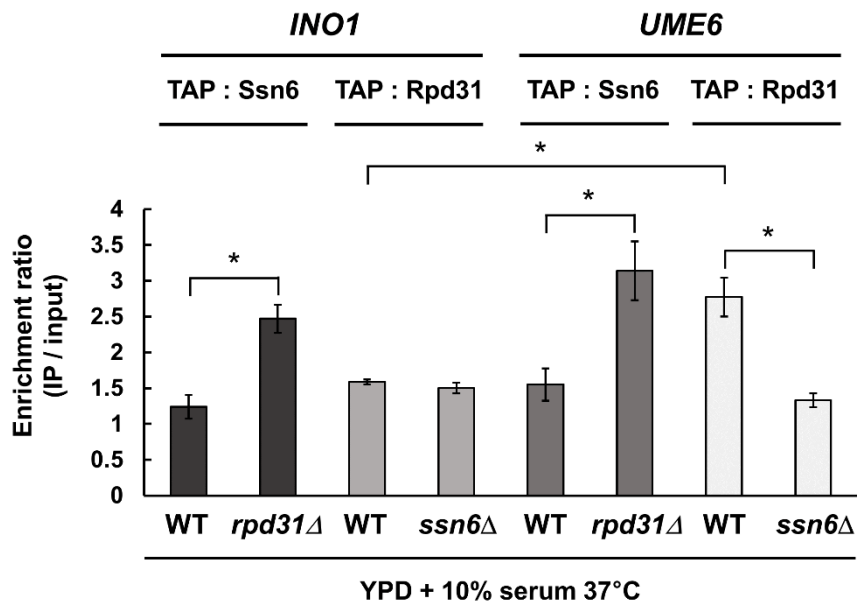 INO1 UME6
TAP : Ssn6 TAP : Rpd31 TAP : Ssn6 TAP : Rpd31
*
* * *
4
3.5
3
2.5
2
1.5
1
0.5
0
Enrichment ratio
(IP / input)
WT rpd31Δ WT ssn6Δ WT rpd31Δ WT ssn6Δ
YPD + 10% serum 37°C